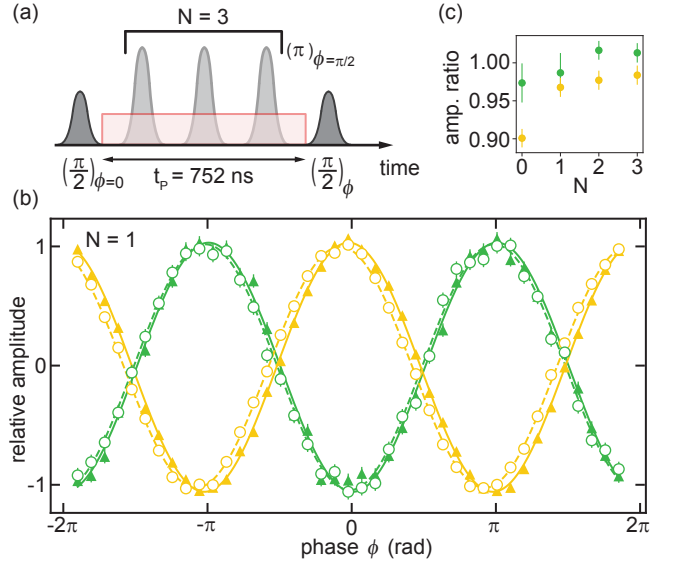 (a)
N = 3
(π)ϕ=π/2
(π/2)ϕ=0
tP = 752 ns
(π/2)ϕ
time
(c)
amp. ratio
1.00
0.95
0.90
0 1 2 3
N
(b)
N = 1
relative amplitude
1
0
-1
-2π -π 0 π 2π
phase ϕ (rad)